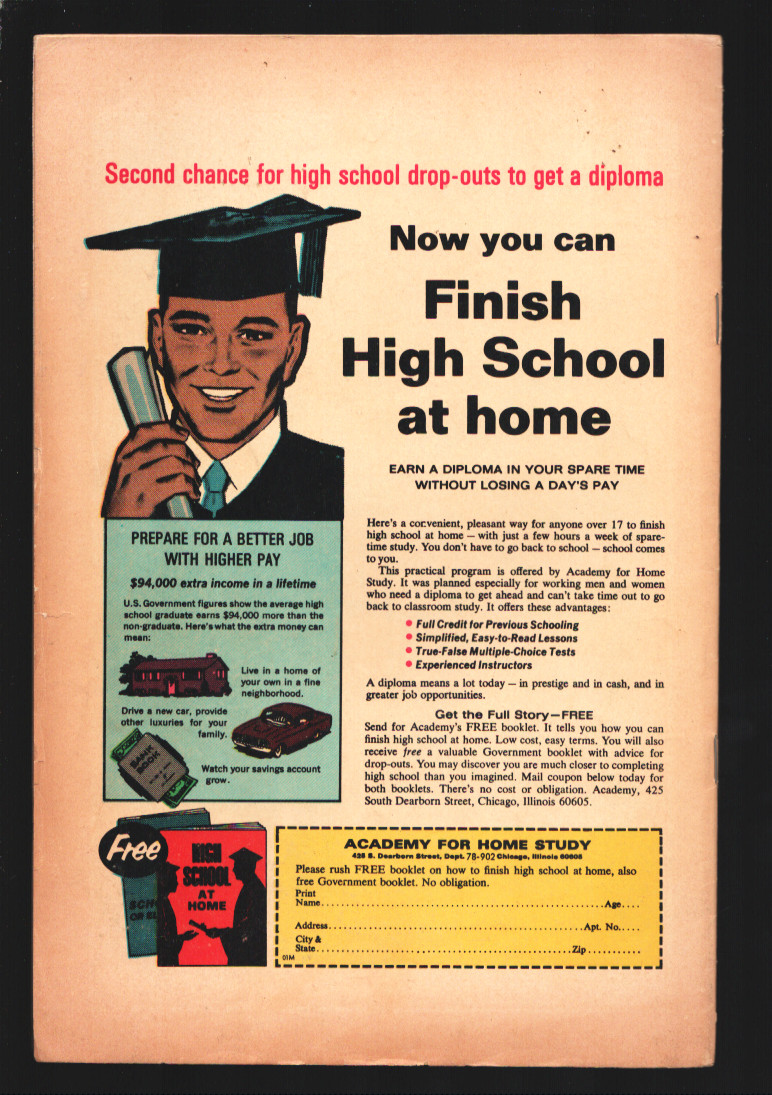 Second chance for high school drop-outs to get a diploma
Now you can
Finish
High School
at home
EARN A DIPLOMA IN YOUR SPARE TIME
WITHOUT LOSING A DAY'S PAY
PREPARE FOR A BETTER JOB
WITH HIGHER PAY
$94,000 extra income in a lifetime
U.S. Government figures show the average high
school graduate earns $94,000 more than the
non-graduate. Here's what the extra money can
mean:
Live in a home of
your own in a fine
neighborhood.
Drive a new car, provide
other luxuries for your
family.
BANK
BOOK
Watch your savings account
grow.
Here's a convenient, pleasant way for anyone over 17 to finish
high school at home — with just a few hours a week of spare-
time study. You don't have to go back to school — school comes
to you.
This practical program is offered by Academy for Home
Study. It was planned especially for working men and women
who need a diploma to get ahead and can't take time out to go
back to classroom study. It offers these advantages:
• Full Credit for Previous Schooling
• Simplified, Easy-to-Read Lessons
• True-False Multiple-Choice Tests
• Experienced Instructors
A diploma means a lot today — in prestige and in cash, and in
greater job opportunities.
Get the Full Story—FREE
Send for Academy's FREE booklet. It tells you how you can
finish high school at home. Low cost, easy terms. You will also
receive free a valuable Government booklet with advice for
drop-outs. You may discover you are much closer to completing
high school than you imagined. Mail coupon below today for
both booklets. There's no cost or obligation. Academy, 425
South Dearborn Street, Chicago, Illinois 60605.
Free
HIGH
SCHOOL
AT
HOME
SCH
OR EL
ACADEMY FOR HOME STUDY
425 S. Dearborn Street, Dept. 78-902 Chicago, Illinois 60605
Please rush FREE booklet on how to finish high school at home, also
free Government booklet. No obligation.
Print
Name..........Age....
Address..........Apt. No.....
City &
State..........Zip..........
01M